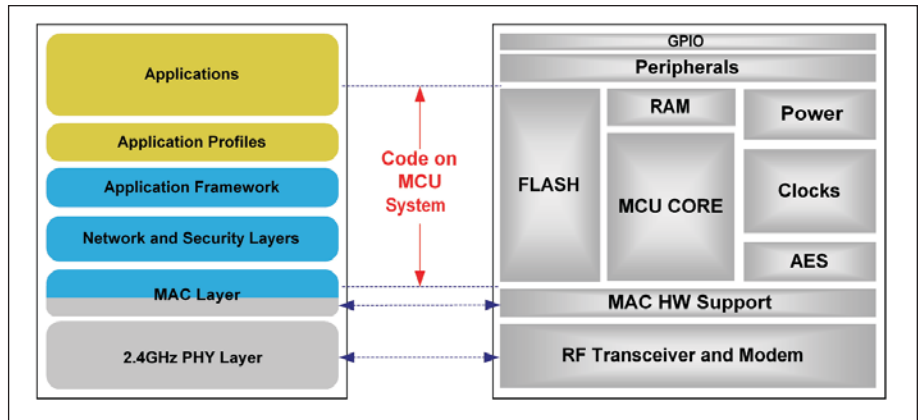 Applications
Application Profiles
Application Framework
Network and Security Layers
MAC Layer
2.4GHz PHY Layer
Code on
MCU
System
GPIO
Peripherals
FLASH
RAM
MCU CORE
Power
Clocks
AES
MAC HW Support
RF Transceiver and Modem